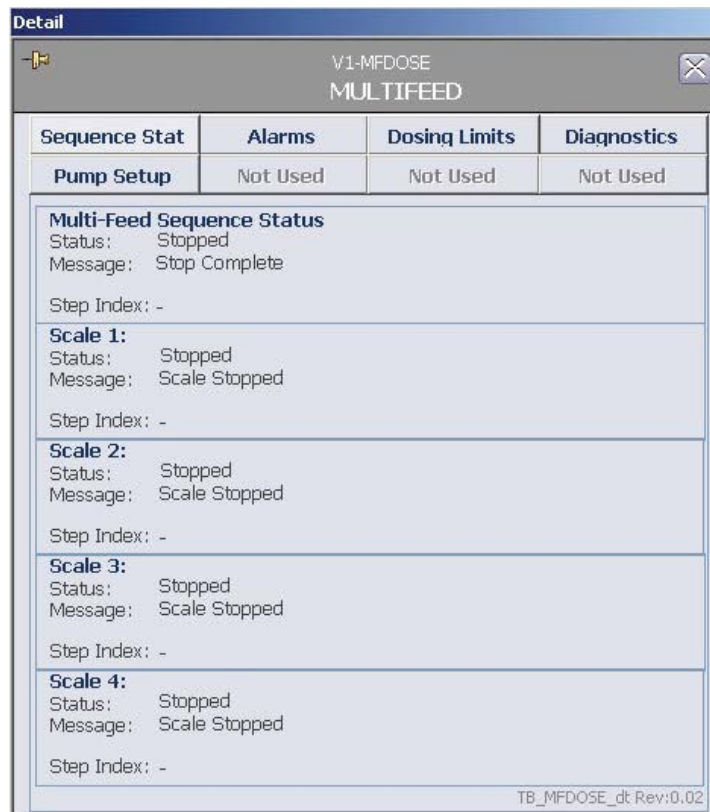 Detail
V1-MFDOSE
MULTIFEED
Sequence Stat Alarms Dosing Limits Diagnostics
Pump Setup Not Used Not Used Not Used
Multi-Feed Sequence Status
Status: Stopped
Message: Stop Complete
Step Index: -
Scale 1:
Status: Stopped
Message: Scale Stopped
Step Index: -
Scale 2:
Status: Stopped
Message: Scale Stopped
Step Index: -
Scale 3:
Status: Stopped
Message: Scale Stopped
Step Index: -
Scale 4:
Status: Stopped
Message: Scale Stopped
Step Index: -
TB_MFDOSE_dt Rev:0.02